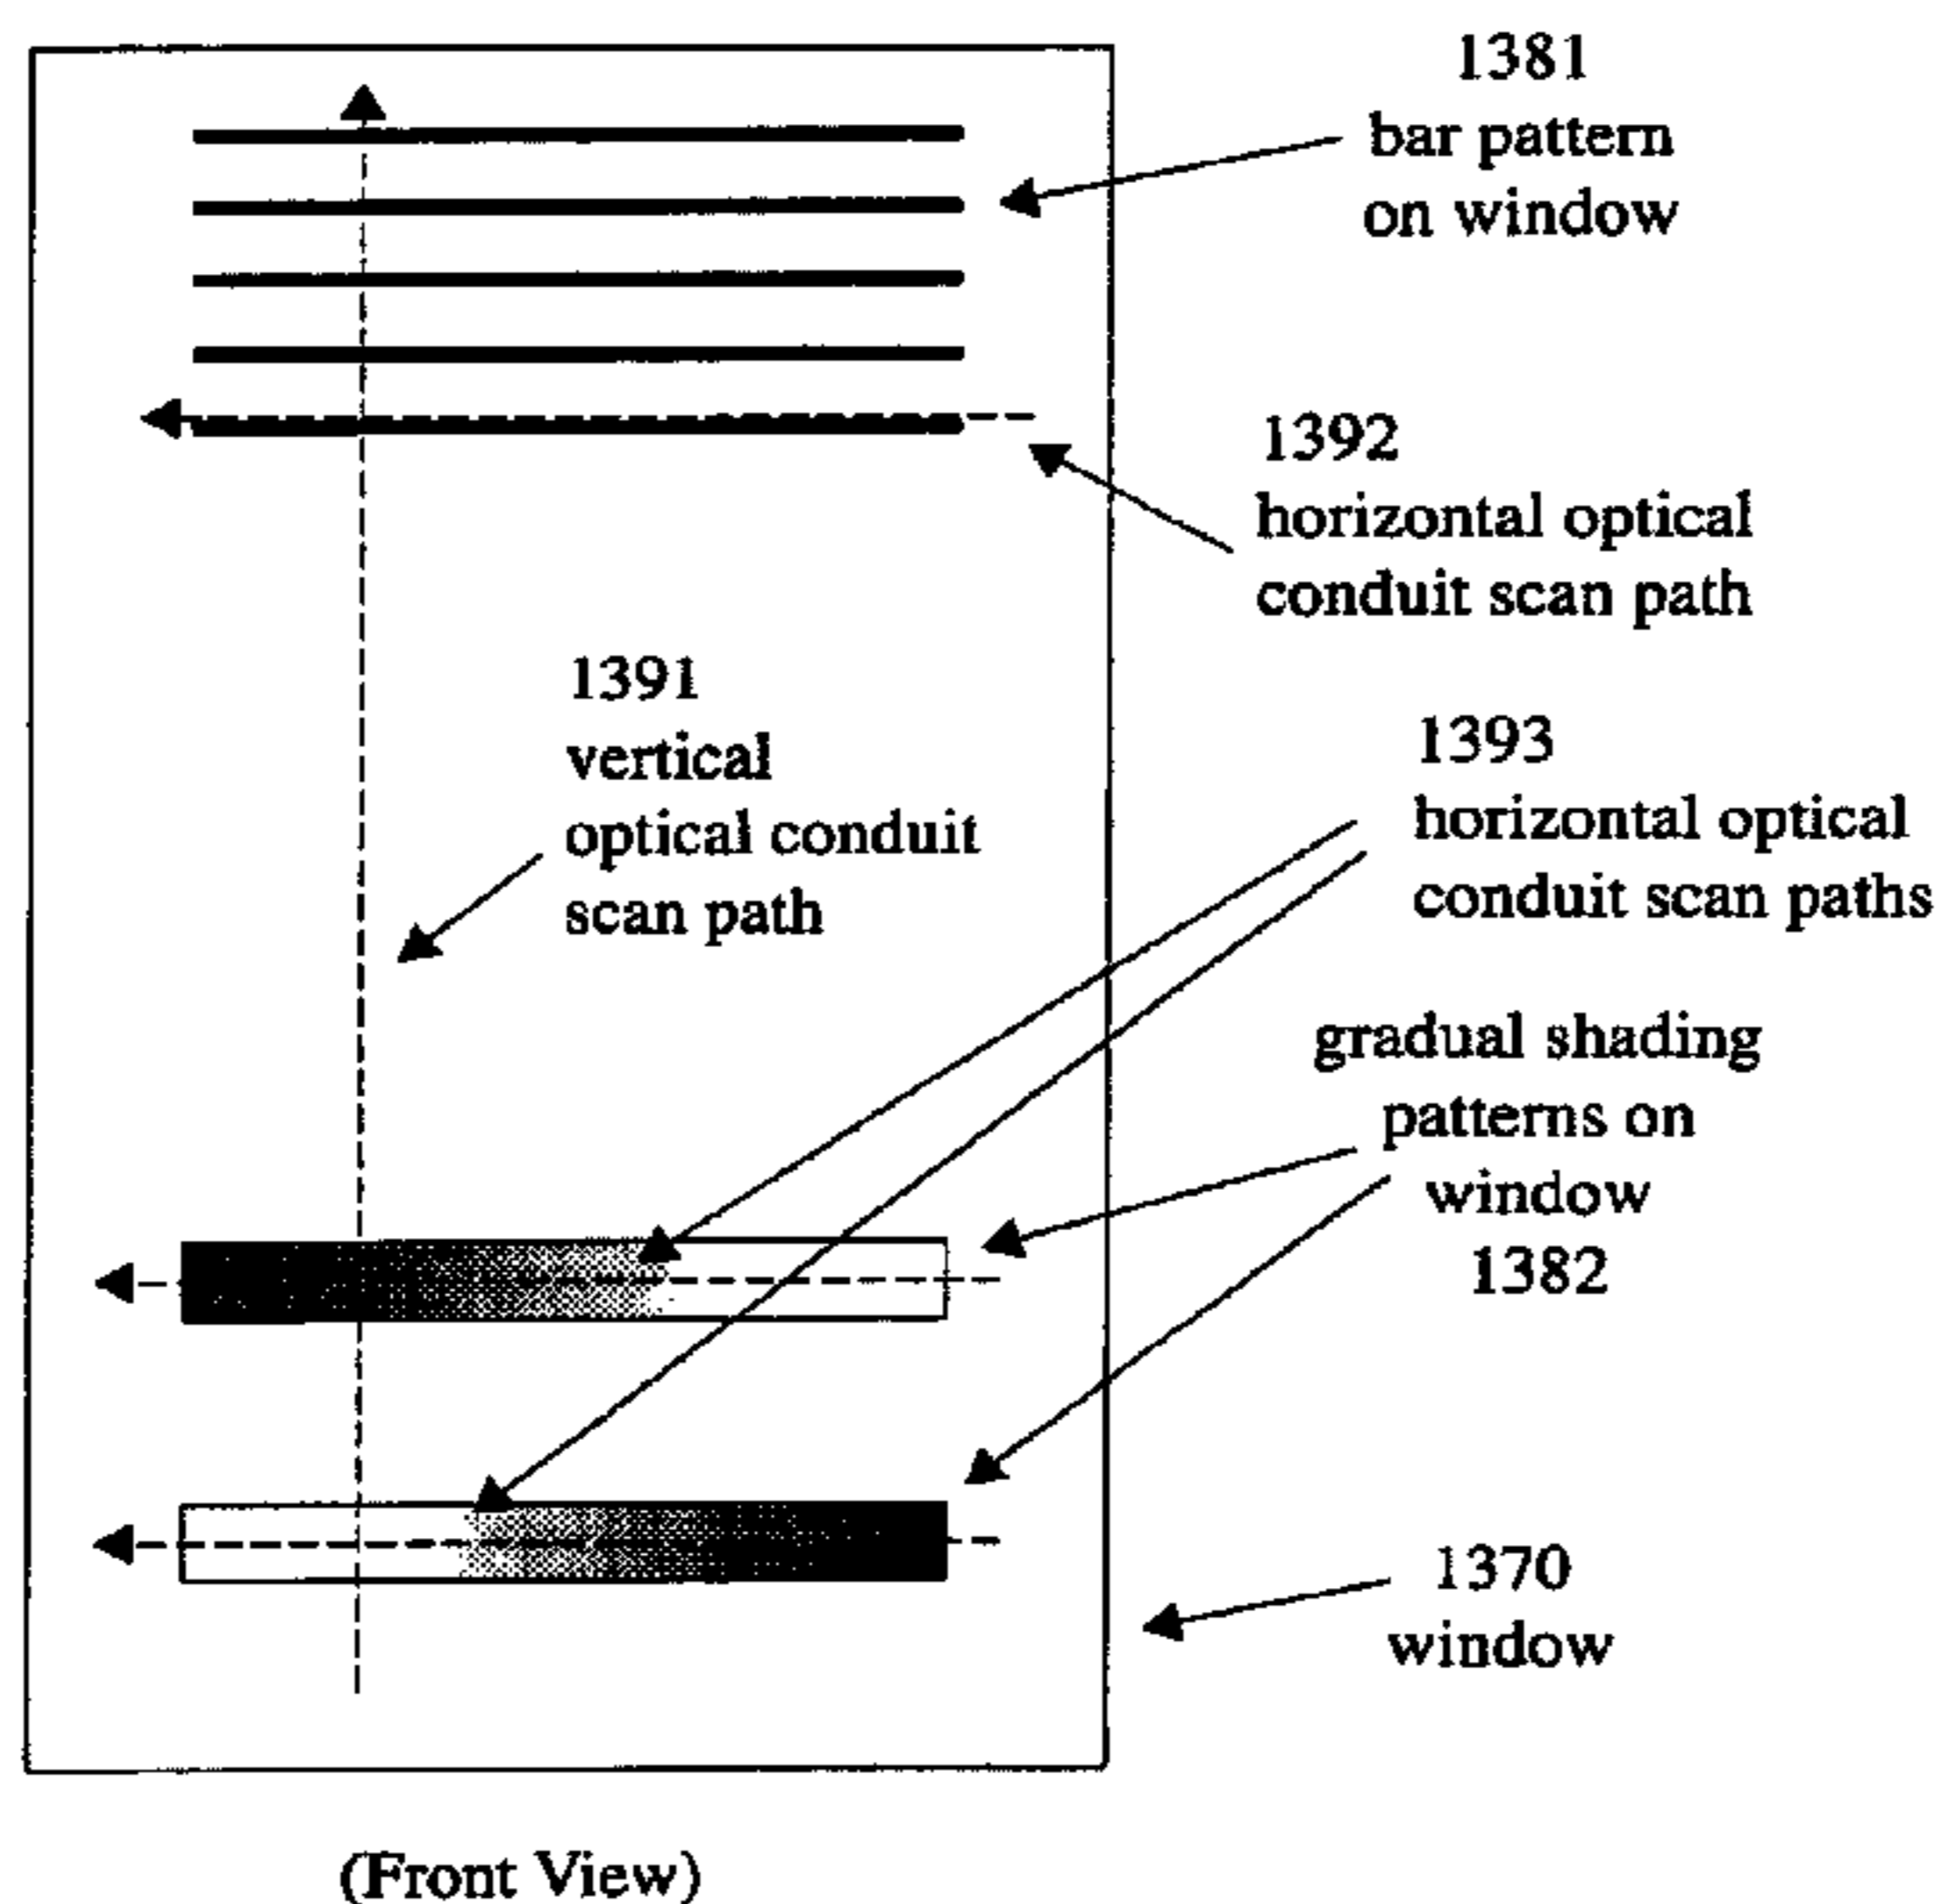 1381
bar pattern
on window
1392
horizontal optical
conduit scan path
1391
vertical
optical conduit
scan path
1393
horizontal optical
conduit scan paths
gradual shading
patterns on
window
1382
1370
window
(Front View)